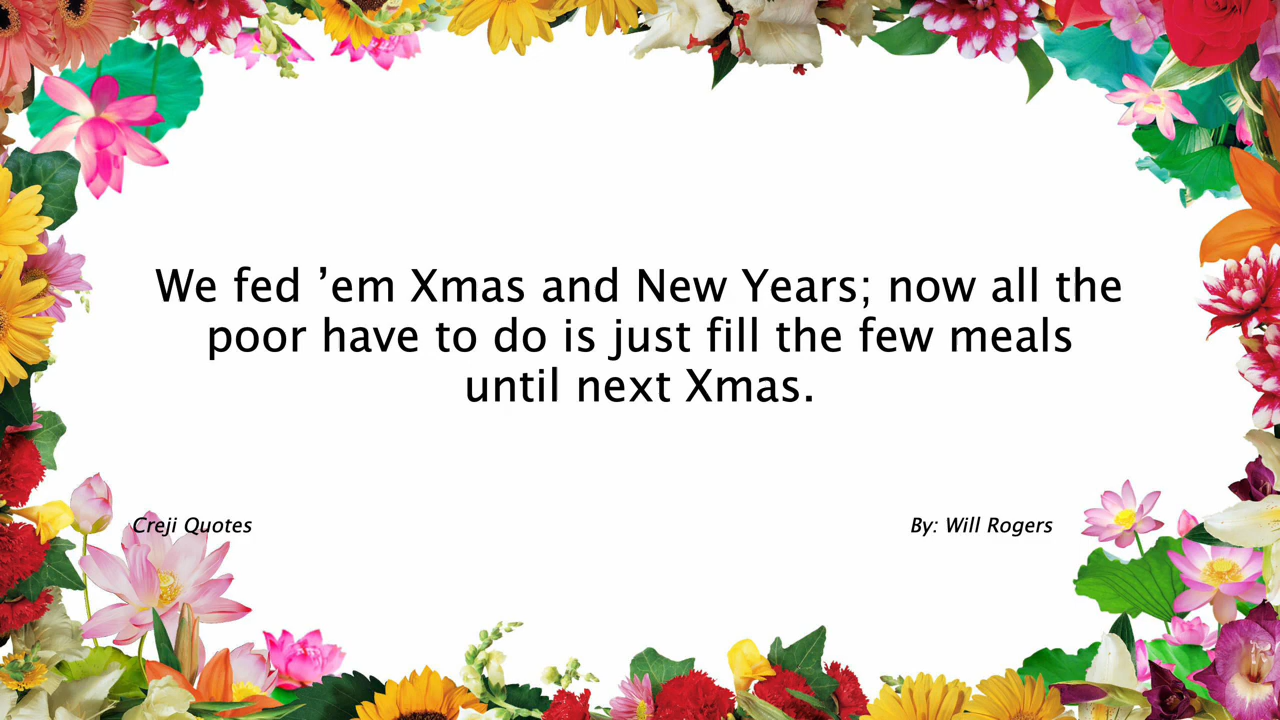 We fed ’em Xmas and New Years; now all the
poor have to do is just fill the few meals
until next Xmas.
Creji Quotes
By: Will Rogers